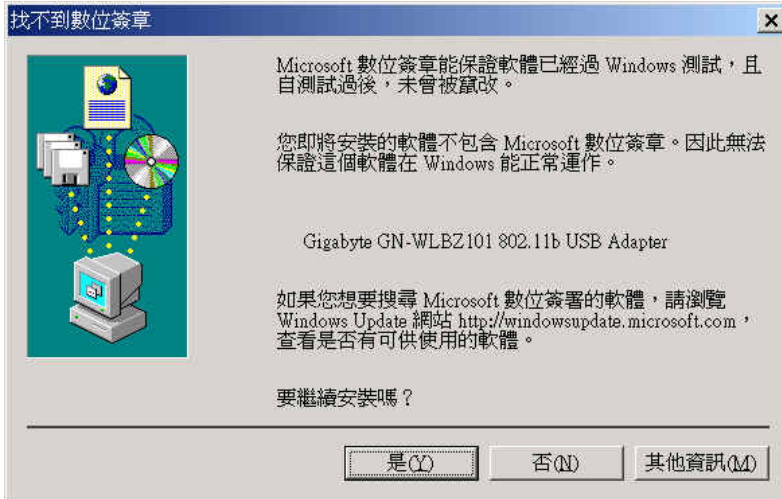 找不到數位簽章
Microsoft 數位簽章能保證軟體已經過 Windows 測試，且
自測試過後，未曾被竄改。
您即將安裝的軟體不包含 Microsoft 數位簽章。因此無法
保證這個軟體在 Windows 能正常運作。
Gigabyte GN-WLBZ101 802.11b USB Adapter
如果您想要搜尋 Microsoft 數位簽署的軟體，請瀏覽
Windows Update 網站 http://windowsupdate.microsoft.com，
查看是否有可供使用的軟體。
要繼續安裝嗎？
是(Y)
否(N)
其他資訊(M)